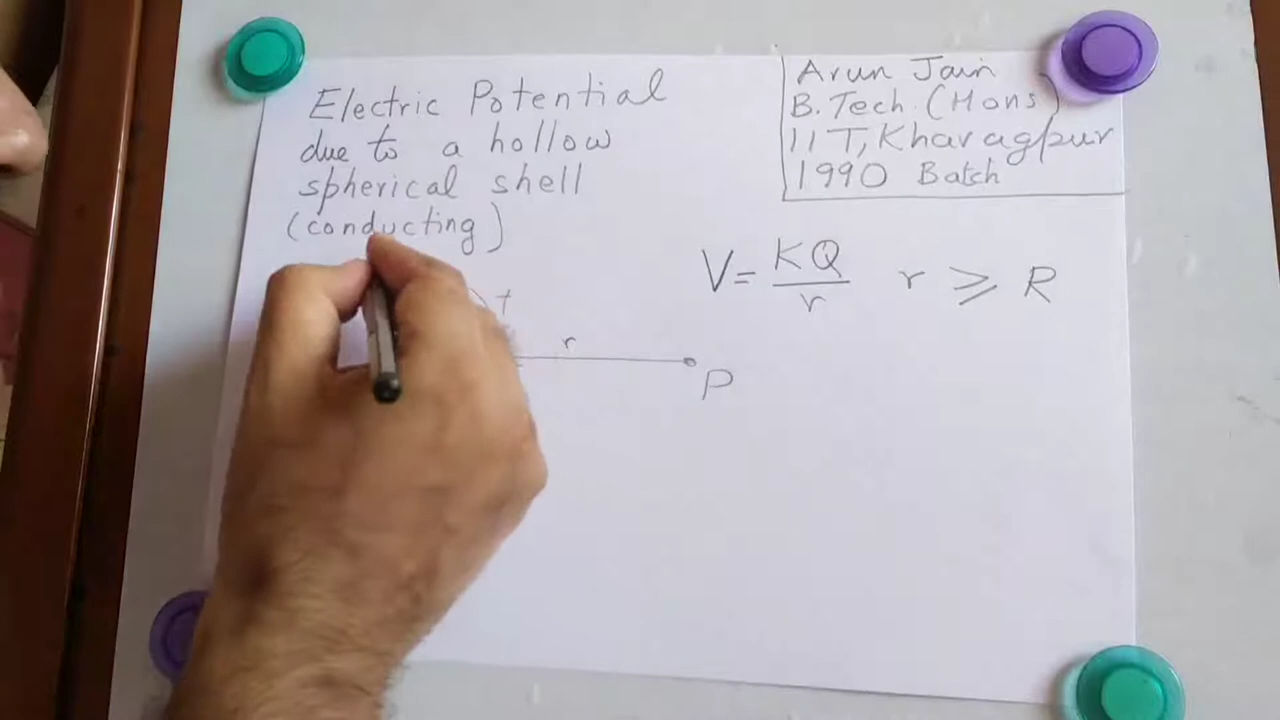 Electric Potential
due to a hollow
spherical shell
(conducting)
Arun Jain
B. Tech. (Hons)
IIT, Kharagpur
1990 Batch
V = KQ/r r ≥ R
+
r
P